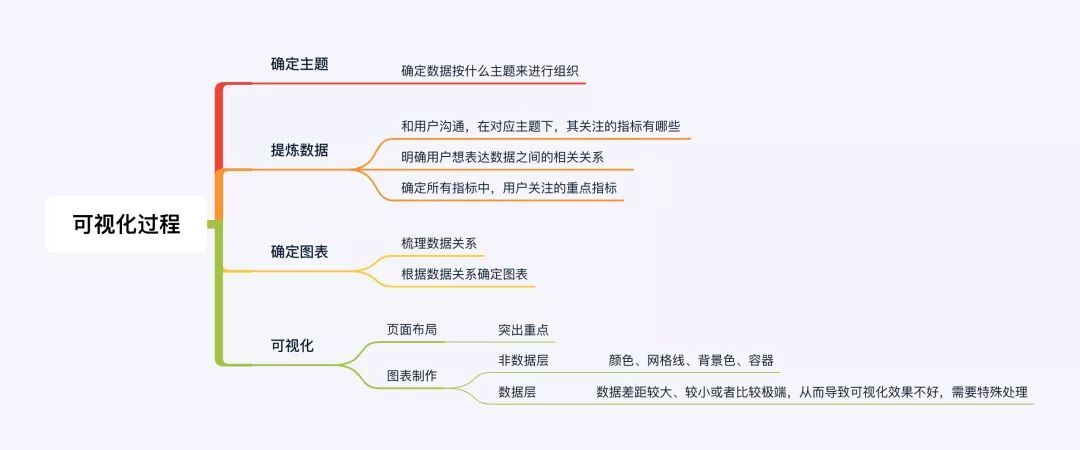 可视化过程
确定主题
确定数据按什么主题来进行组织
提炼数据
和用户沟通，在对应主题下，其关注的指标有哪些
明确用户想表达数据之间的相关关系
确定所有指标中，用户关注的重点指标
确定图表
梳理数据关系
根据数据关系确定图表
可视化
页面布局
突出重点
图表制作
非数据层
颜色、网格线、背景色、容器
数据层
数据差距较大、较小或者比较极端，从而导致可视化效果不好，需要特殊处理